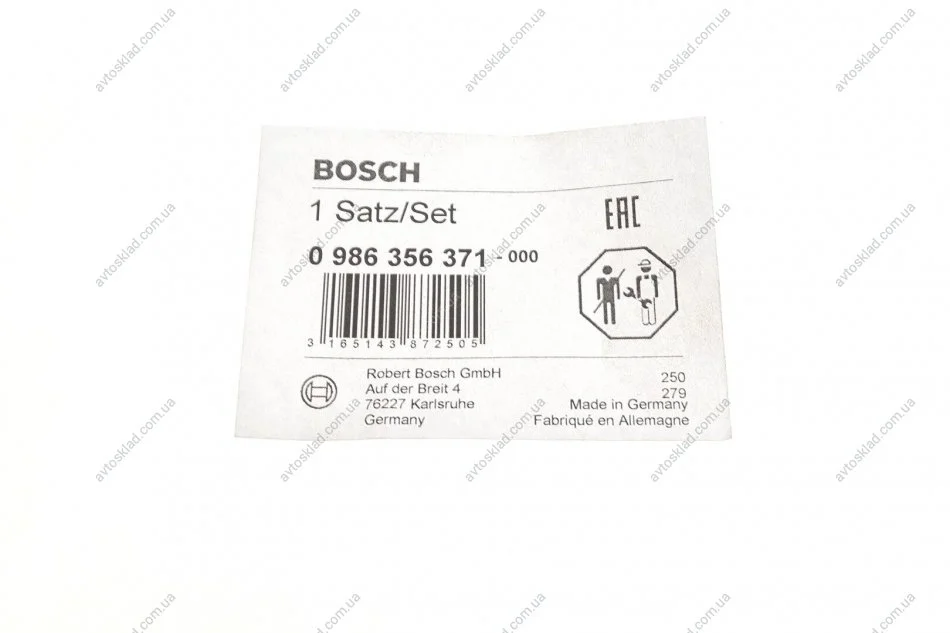 BOSCH
1 Satz/Set
EAC
0 986 356 371 - 000
3 165143 872505
Robert Bosch GmbH
Auf der Breit 4
76227 Karlsruhe
Germany
250
279
Made in Germany
Fabriqué en Allemagne
avtosklad.com.ua